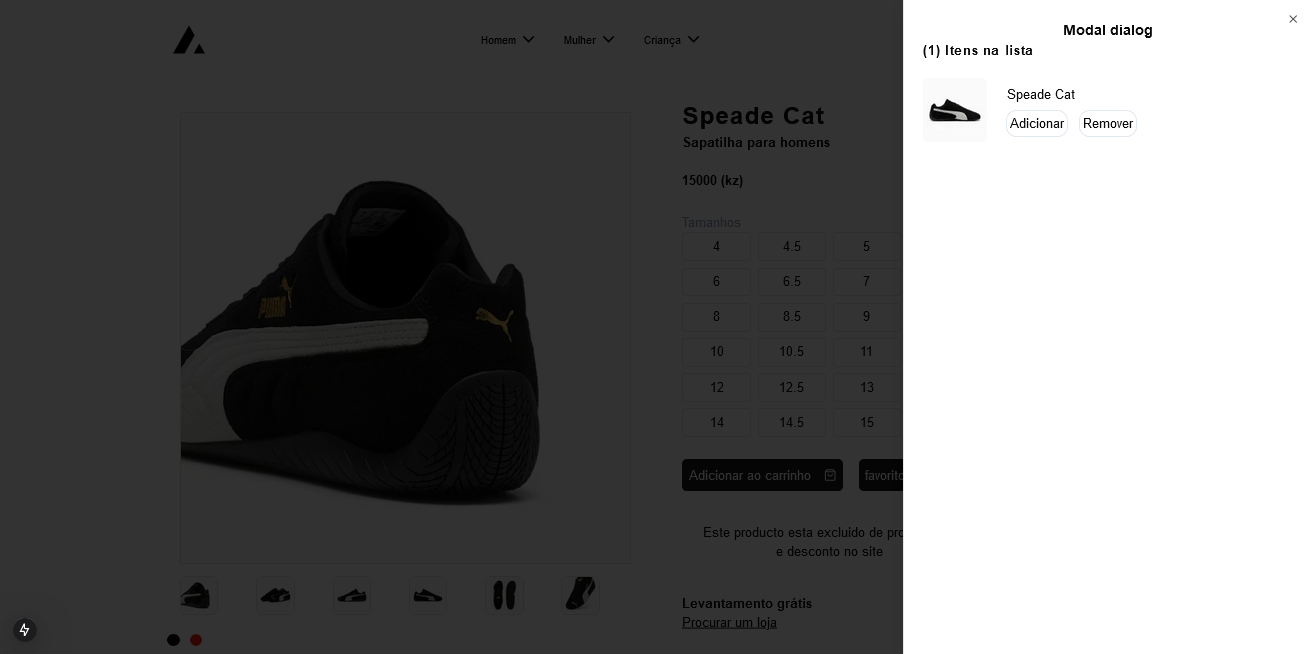 Homem
Mulher
Criança
Speade Cat
Sapatilha para homens
15000 (kz)
Tamanhos
4 4.5 5
6 6.5 7
8 8.5 9
10 10.5 11
12 12.5 13
14 14.5 15
Adicionar ao carrinho
Este producto esta excluido de
e desconto no site
Levantamento grátis
Procurar um loja
PUMA
Modal dialog
(1) Itens na lista
Speade Cat
Adicionar Remover